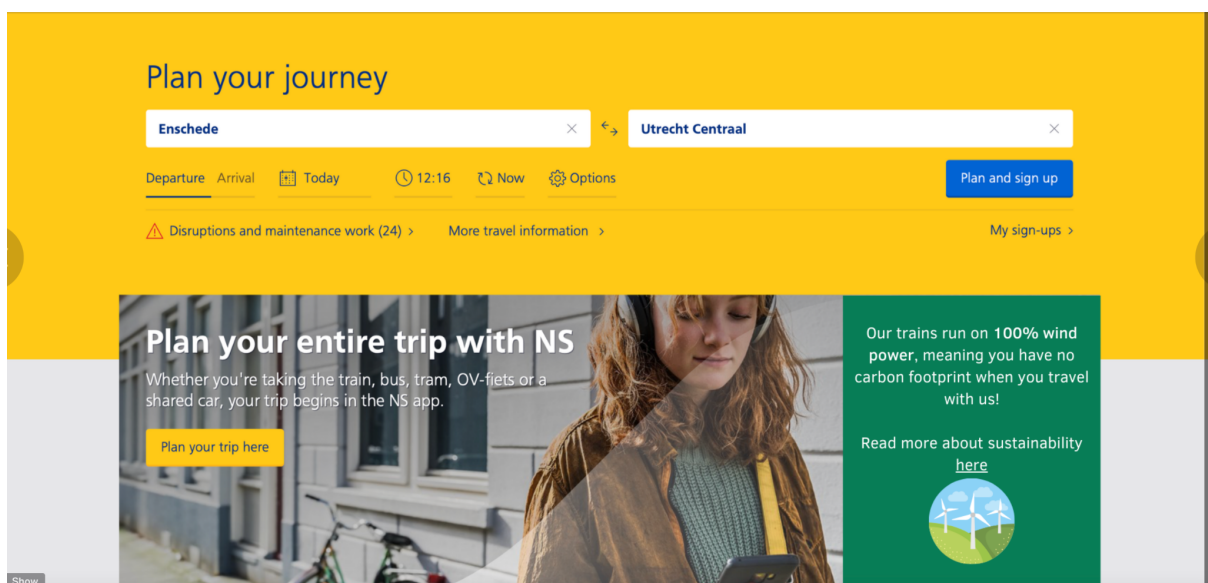 Plan your journey
Enschede
Utrecht Centraal
Departure Arrival Today 12:16 Now Options Plan and sign up
Disruptions and maintenance work (24) > More travel information > My sign-ups >
Plan your entire trip with NS
Whether you're taking the train, bus, tram, OV-fiets or a
shared car, your trip begins in the NS app.
Plan your trip here
Our trains run on 100% wind
power, meaning you have no
carbon footprint when you travel
with us!
Read more about sustainability
here
Show